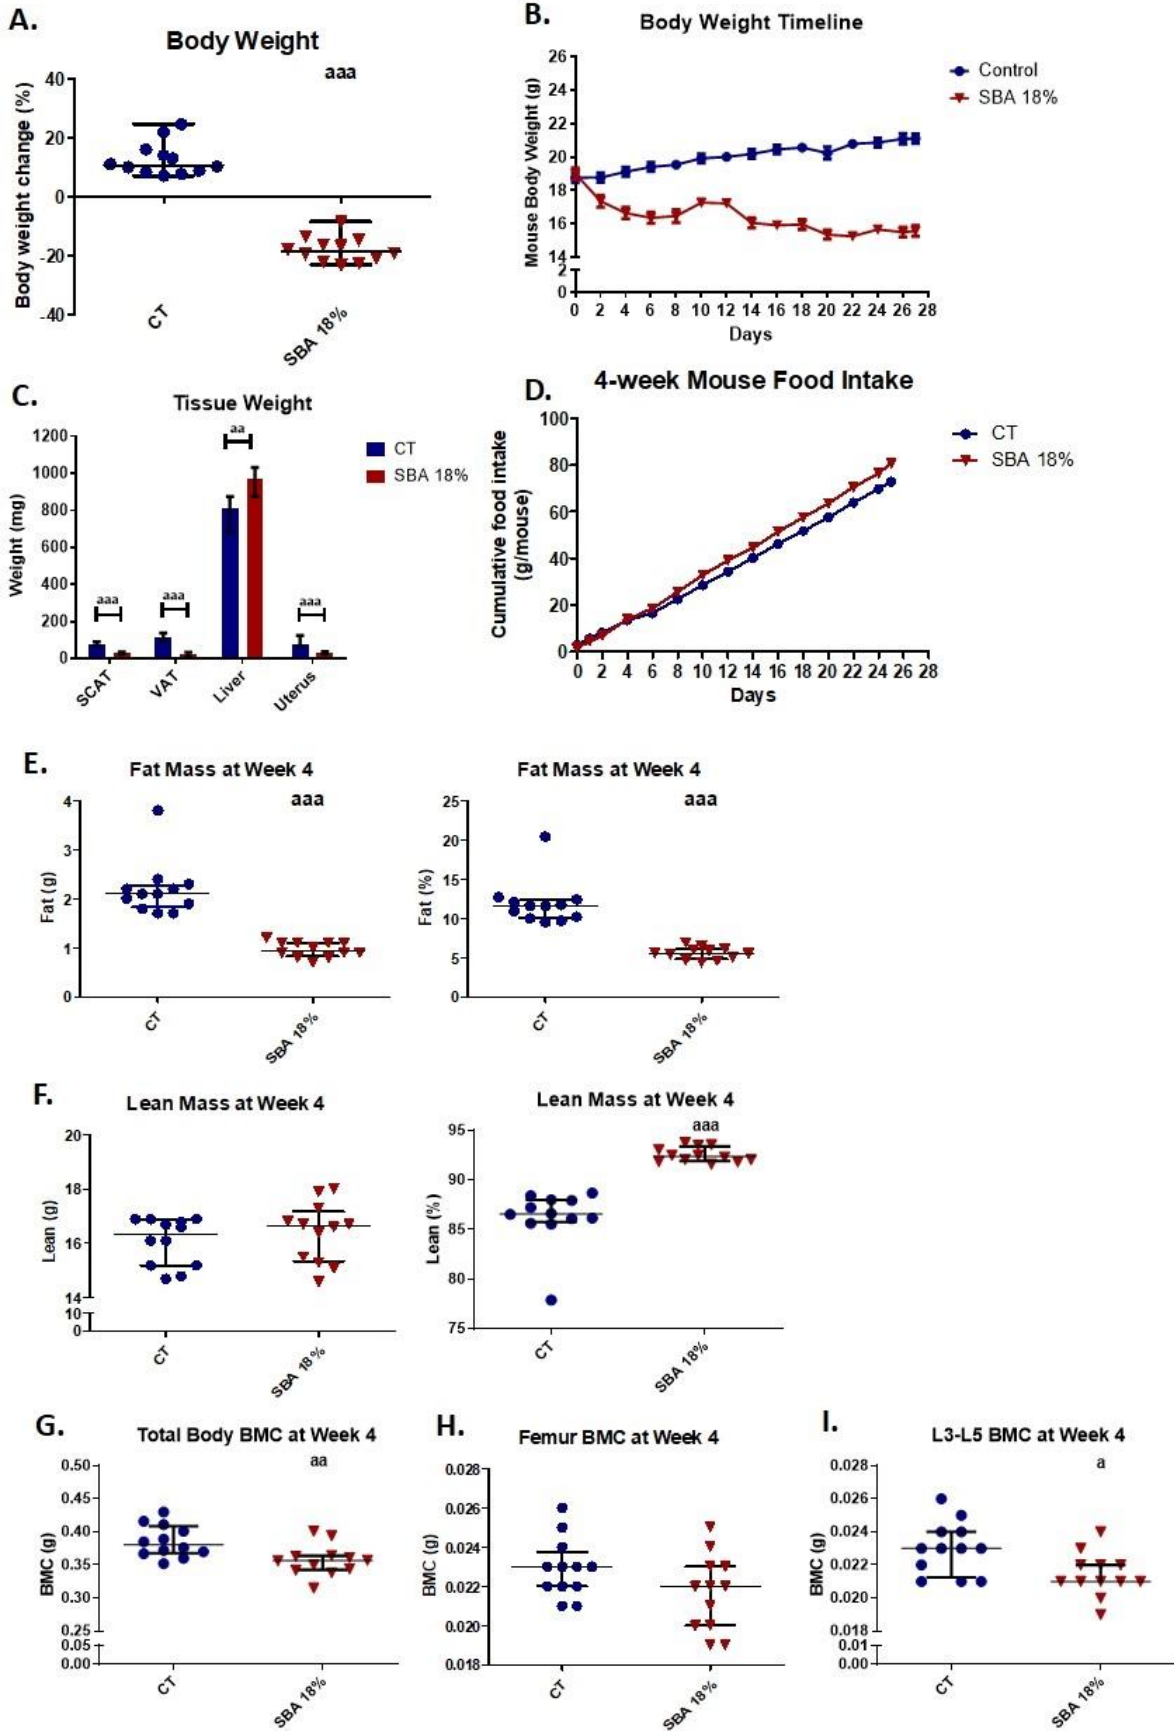 A.
Body Weight
aaa
Body weight change (%)
40
20
0
-20
-40
CT
SBA 18%
B.
Body Weight Timeline
Mouse Body Weight (g)
26
24
22
20
18
16
14
2
0
0 2 4 6 8 10 12 14 16 18 20 22 24 26 28
Days
Control
SBA 18%
C.
Tissue Weight
Weight (mg)
1200
1000
800
600
400
200
0
aaa
aaa
aa
aaa
SCAT
VAT
Liver
Uterus
CT
SBA 18%
D.
4-week Mouse Food Intake
Cumulative food intake
(g/mouse)
100
80
60
40
20
0
0 2 4 6 8 10 12 14 16 18 20 22 24 26 28
Days
CT
SBA 18%
E.
Fat Mass at Week 4
aaa
Fat (g)
4
3
2
1
0
CT
SBA 18%
Fat Mass at Week 4
aaa
Fat (%)
25
20
15
10
5
0
CT
SBA 18%
F.
Lean Mass at Week 4
Lean (g)
20
18
16
14
10
0
CT
SBA 18%
Lean Mass at Week 4
aaa
Lean (%)
95
90
85
80
75
CT
SBA 18%
G.
Total Body BMC at Week 4
aa
BMC (g)
0.50
0.45
0.40
0.35
0.30
0.25
0.05
0.00
CT
SBA 18%
H.
Femur BMC at Week 4
BMC (g)
0.028
0.026
0.024
0.022
0.020
0.018
CT
SBA 18%
I.
L3-L5 BMC at Week 4
a
BMC (g)
0.028
0.026
0.024
0.022
0.020
0.018
0.01
0.00
CT
SBA 18%